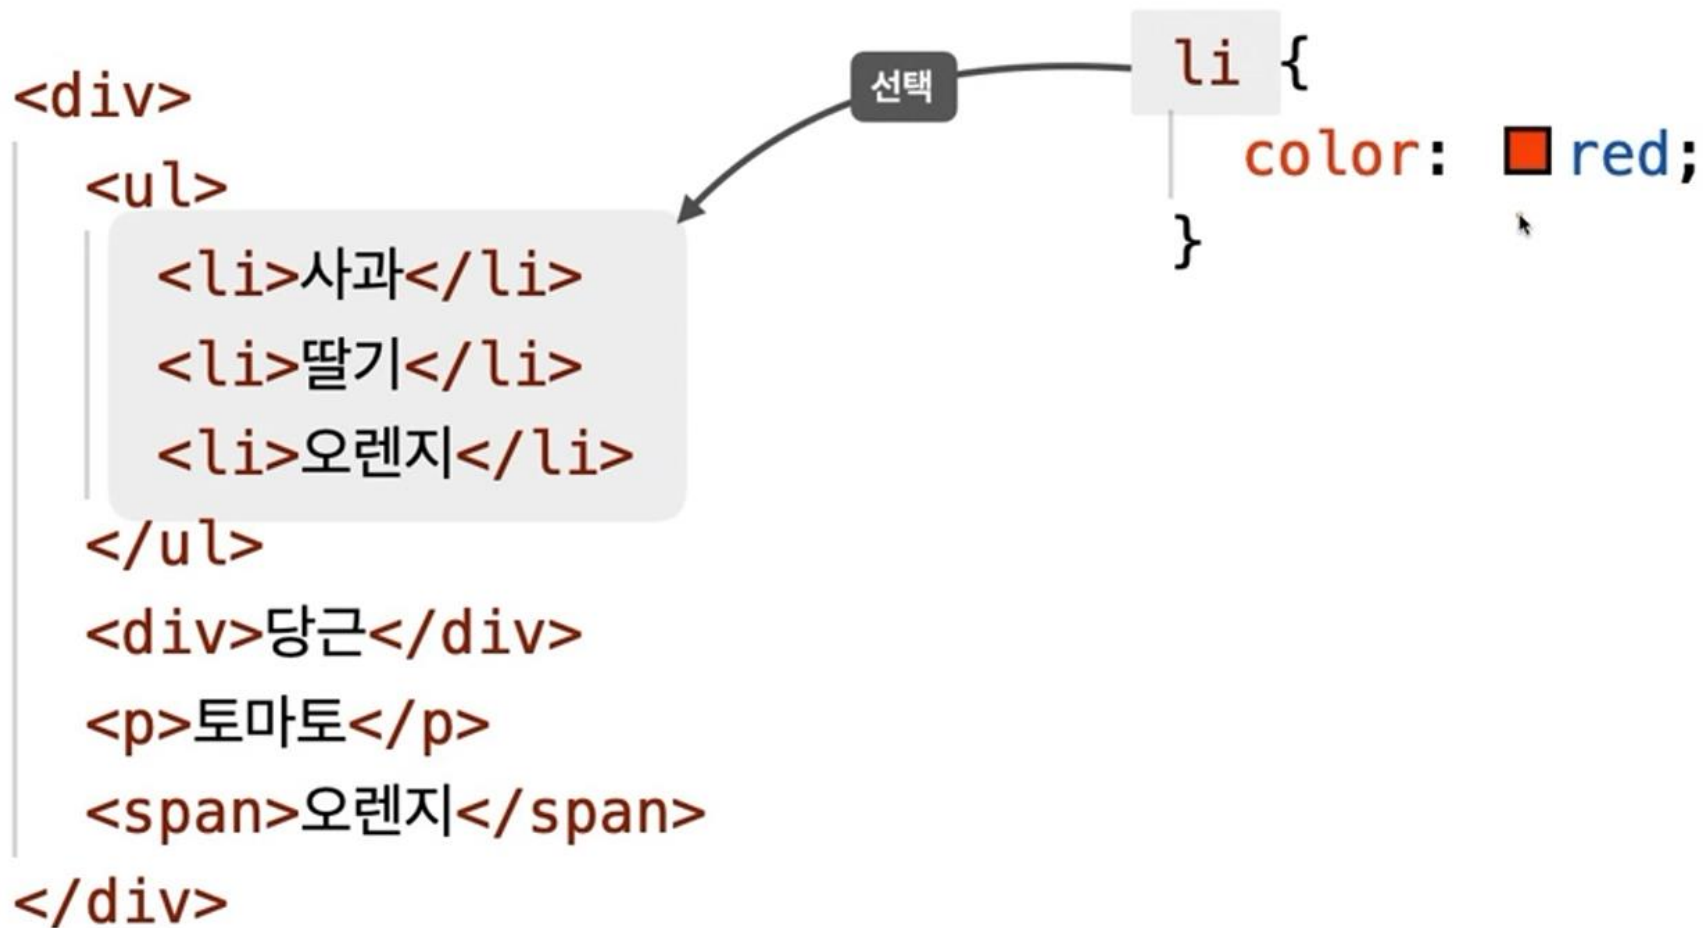 <div>
<ul>
<li>사과</li>
<li>딸기</li>
<li>오렌지</li>
</ul>
<div>당근</div>
<p>토마토</p>
<span>오렌지</span>
</div>
선택
li {
color: red;
}